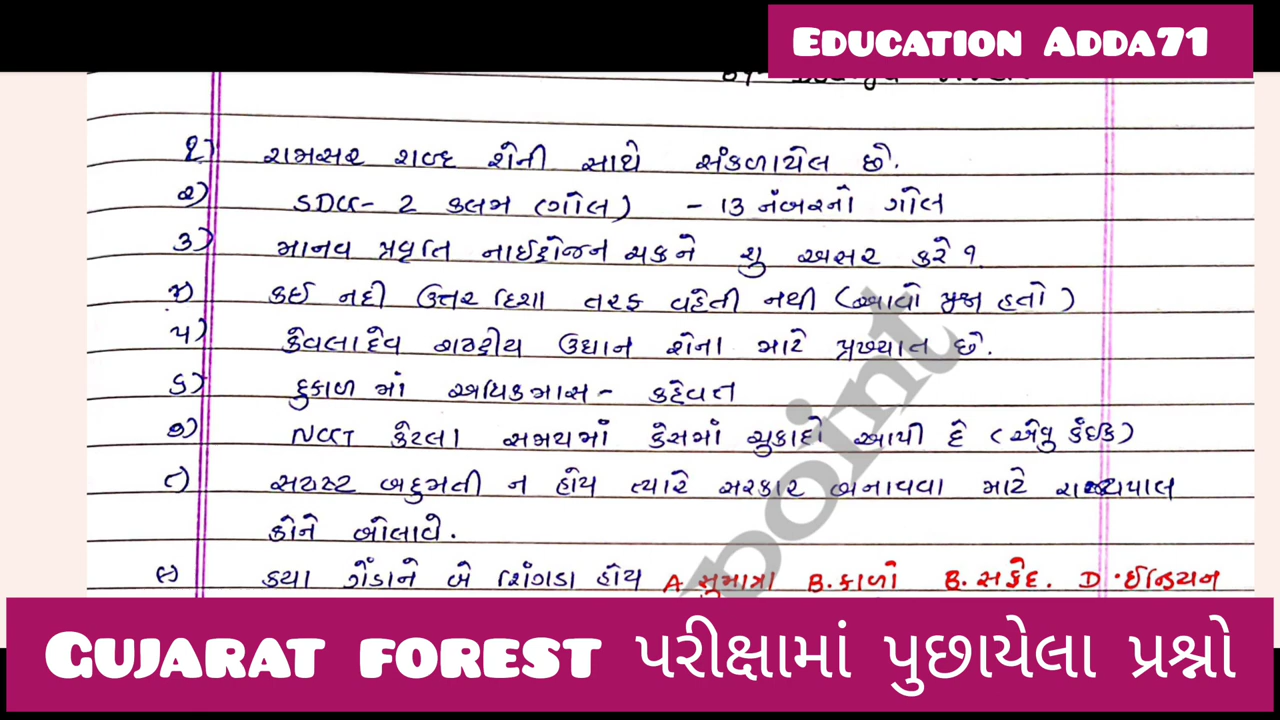 EDUCATION ADDA71
૧) રામસર શબ્દ શેની સાથે સંકળાયેલ છે.
૨) SDG - 2 કલમ (ગોલ) - 13 નંબરનો ગોલ
૩) માનવ પ્રવૃતિ નાઈટ્રોજન ચક્રને શુ અસર કરે ?
૪) કઈ નદી ઉત્તર દિશા તરફ વહેતી નથી (આવો પ્રશ્ન હતો)
૫) કેવલાદેવ રાષ્ટ્રીય ઉદ્યાન શેના માટે પ્રખ્યાત છે.
૬) દુકાળ માં અધિકમાસ - કહેવત
૭) NGT કેટલા સમયમાં કેસમાં ચુકાદો આપી દે (એવુ કંઈક)
૮) સ્પષ્ટ બહુમતી ન હોય ત્યારે સરકાર બનાવવા માટે રાજ્યપાલ
કોને બોલાવે.
૯) કયા ગેંડાને બે શિંગડા હોય A. સુમાત્રા B. કાળો B. સફેદ. D. ઈન્ડિયન
point
GUJARAT FOREST પરીક્ષામાં પુછાયેલા પ્રશ્નો